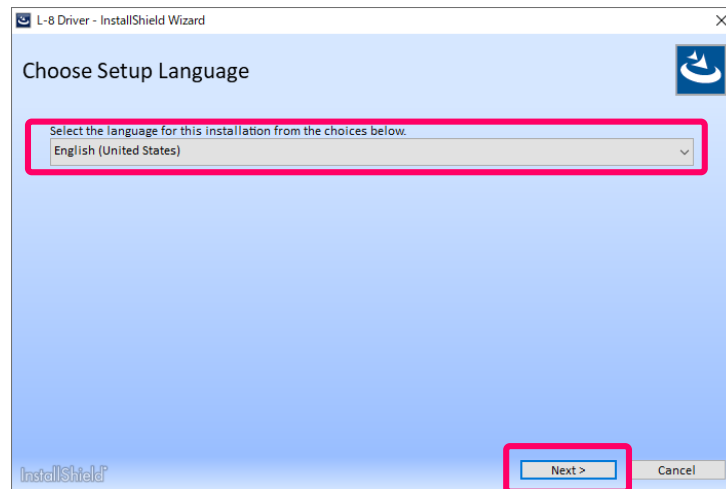 L-8 Driver - InstallShield Wizard
Choose Setup Language
Select the language for this installation from the choices below.
English (United States)
InstallShield
Next >
Cancel